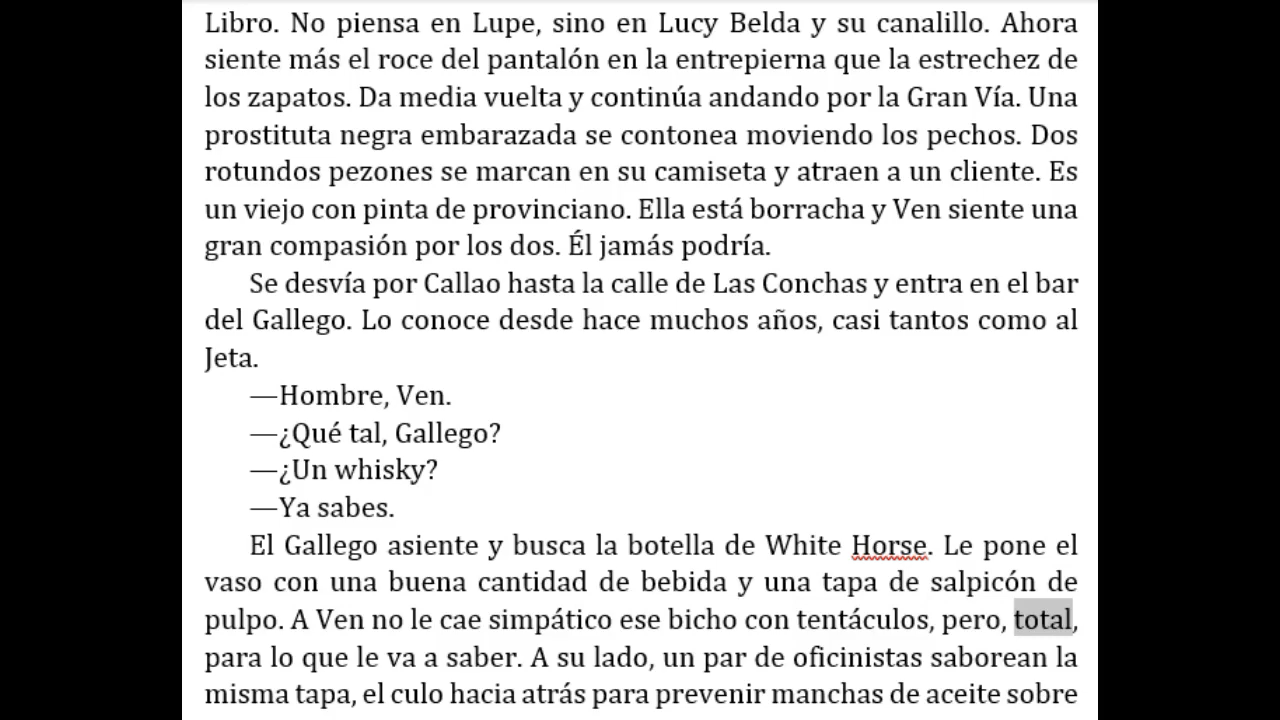 Libro. No piensa en Lupe, sino en Lucy Belda y su canalillo. Ahora
siente más el roce del pantalón en la entrepierna que la estrechez de
los zapatos. Da media vuelta y continúa andando por la Gran Vía. Una
prostituta negra embarazada se contonea moviendo los pechos. Dos
rotundos pezones se marcan en su camiseta y atraen a un cliente. Es
un viejo con pinta de provinciano. Ella está borracha y Ven siente una
gran compasión por los dos. Él jamás podría.
Se desvía por Callao hasta la calle de Las Conchas y entra en el bar
del Gallego. Lo conoce desde hace muchos años, casi tantos como al
Jeta.
—Hombre, Ven.
—¿Qué tal, Gallego?
—¿Un whisky?
—Ya sabes.
El Gallego asiente y busca la botella de White Horse. Le pone el
vaso con una buena cantidad de bebida y una tapa de salpicón de
pulpo. A Ven no le cae simpático ese bicho con tentáculos, pero, total,
para lo que le va a saber. A su lado, un par de oficinistas saborean la
misma tapa, el culo hacia atrás para prevenir manchas de aceite sobre